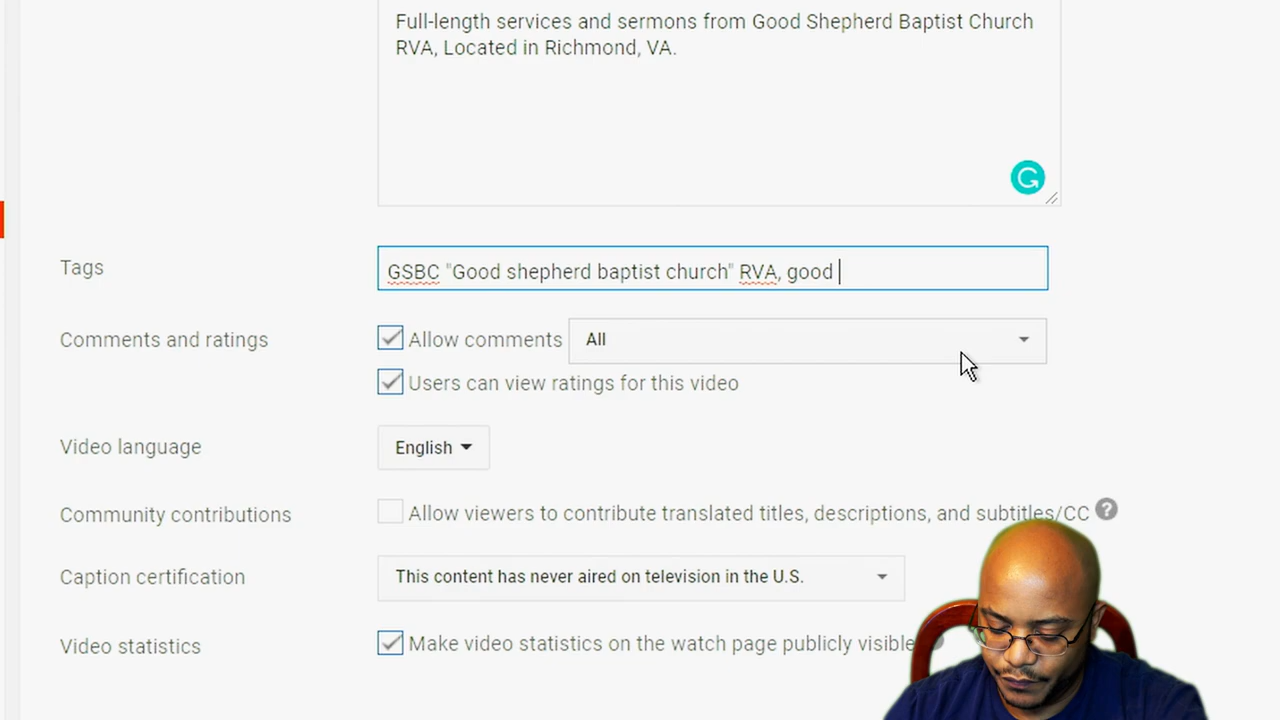 Full-length services and sermons from Good Shepherd Baptist Church
RVA, Located in Richmond, VA.
Tags
GSBC "Good shepherd baptist church" RVA, good
Comments and ratings
Allow comments
All
Users can view ratings for this video
Video language
English
Community contributions
Allow viewers to contribute translated titles, descriptions, and subtitles/CC ?
Caption certification
This content has never aired on television in the U.S.
Video statistics
Make video statistics on the watch page publicly visible